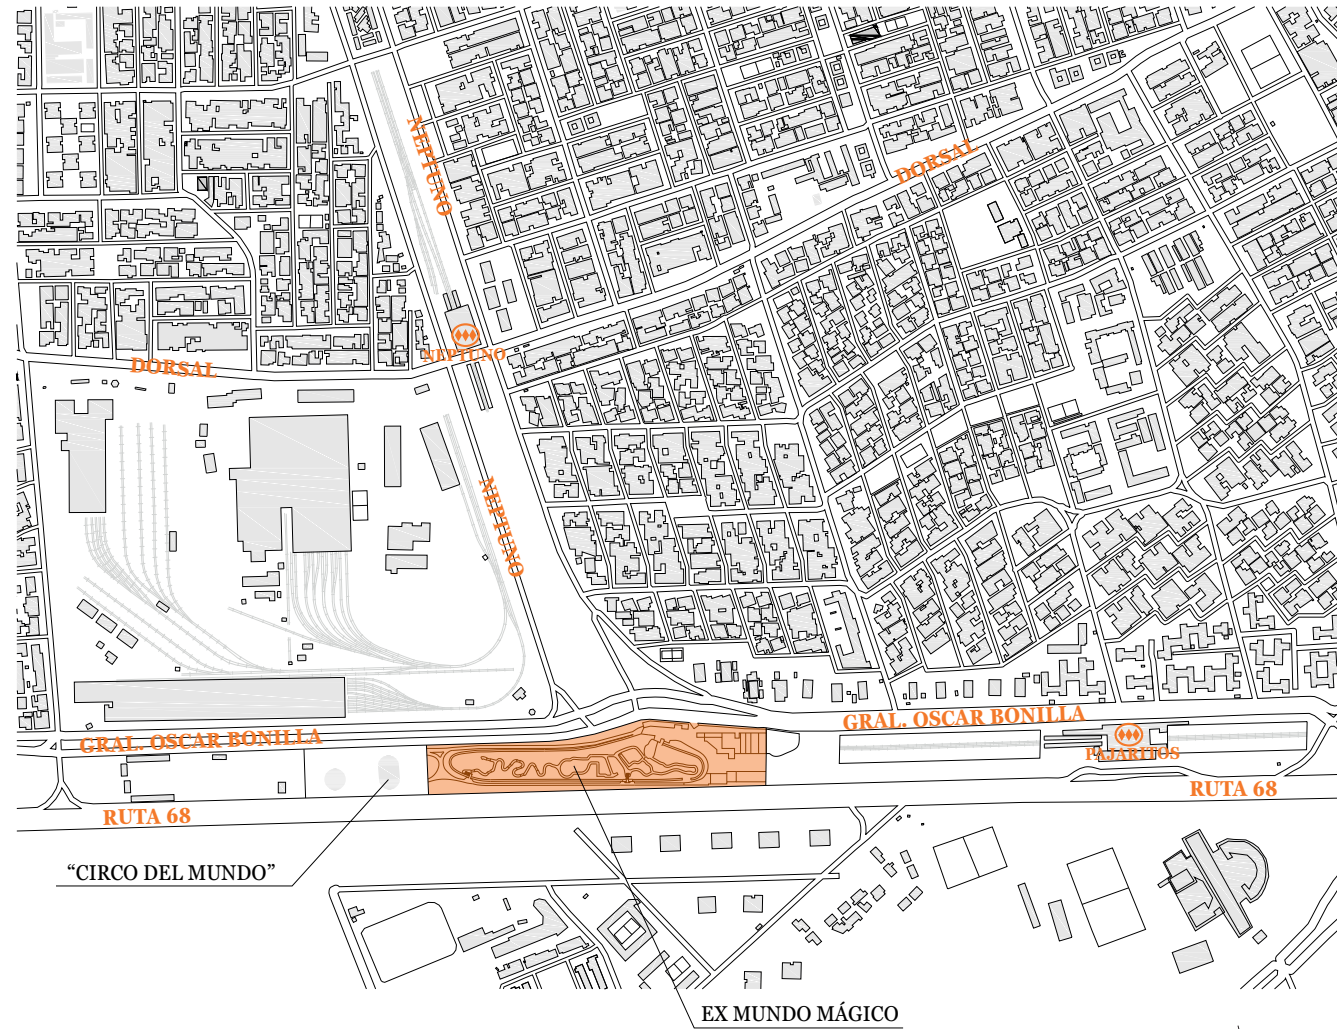 NEPTUNO
DORSAL
NEPTUNO
DORSAL
NEPTUNO
GRAL. OSCAR BONILLA
GRAL. OSCAR BONILLA
PAJARITOS
RUTA 68
RUTA 68
“CIRCO DEL MUNDO”
EX MUNDO MÁGICO